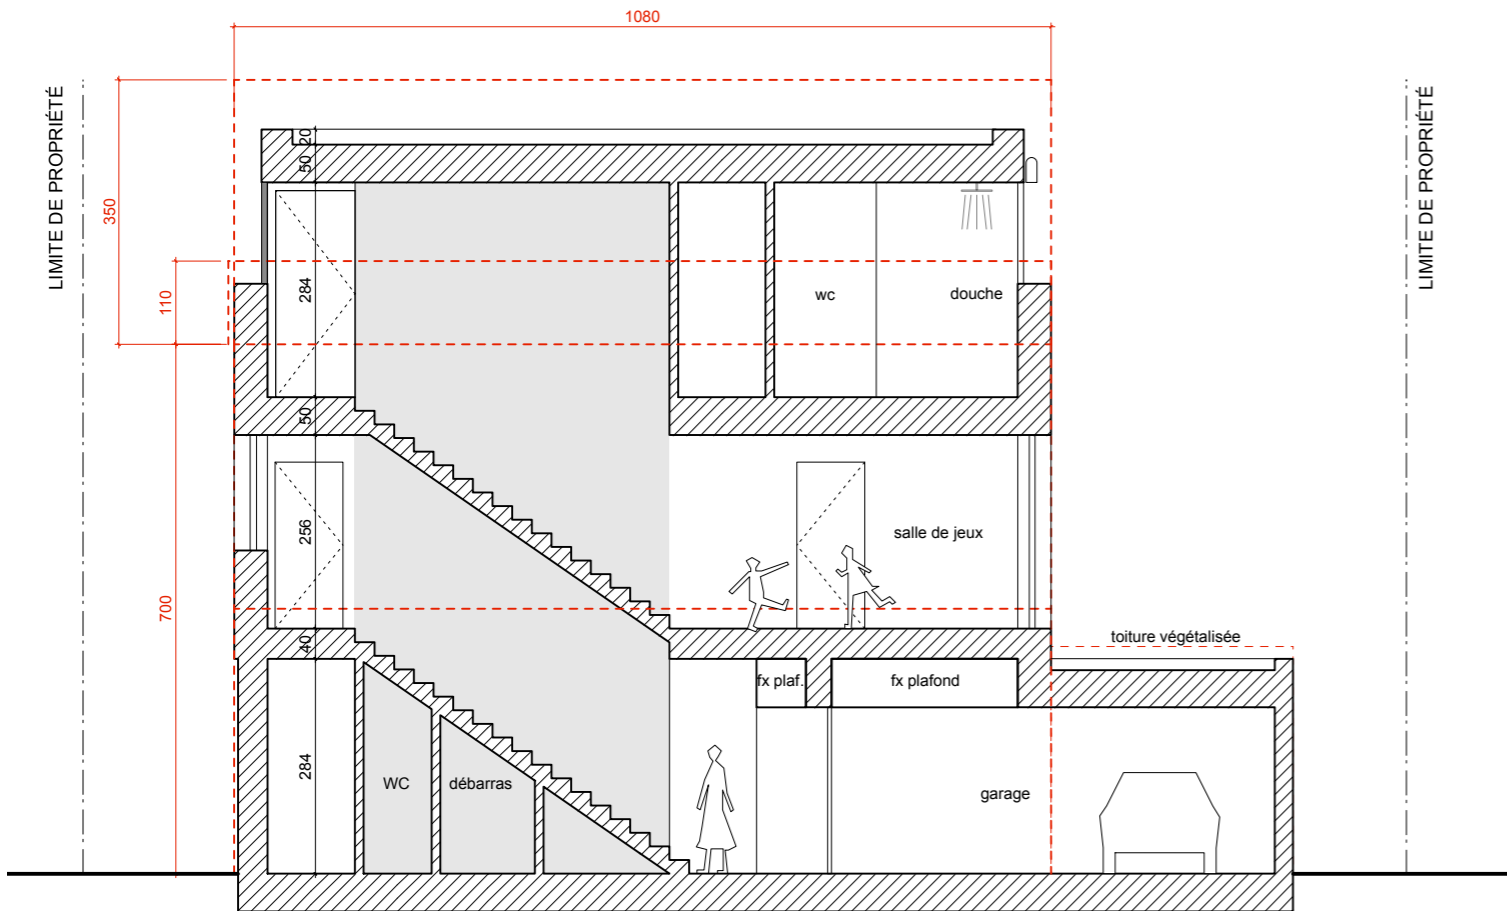 1080
LIMITE DE PROPRIÉTÉ
LIMITE DE PROPRIÉTÉ
20
50
350
284
110
wc
douche
50
256
salle de jeux
700
40
toiture végétalisée
fx plaf.
fx plafond
284
WC
débarras
garage